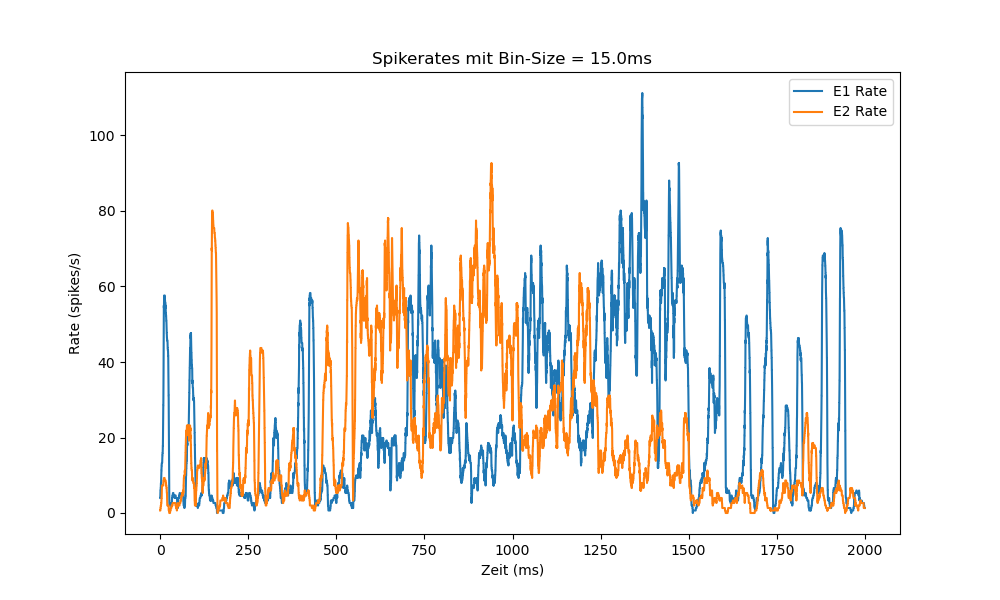 Spikerates mit Bin-Size = 15.0ms
E1 Rate
E2 Rate
100
80
60
40
20
0
Rate (spikes/s)
0 250 500 750 1000 1250 1500 1750 2000
Zeit (ms)